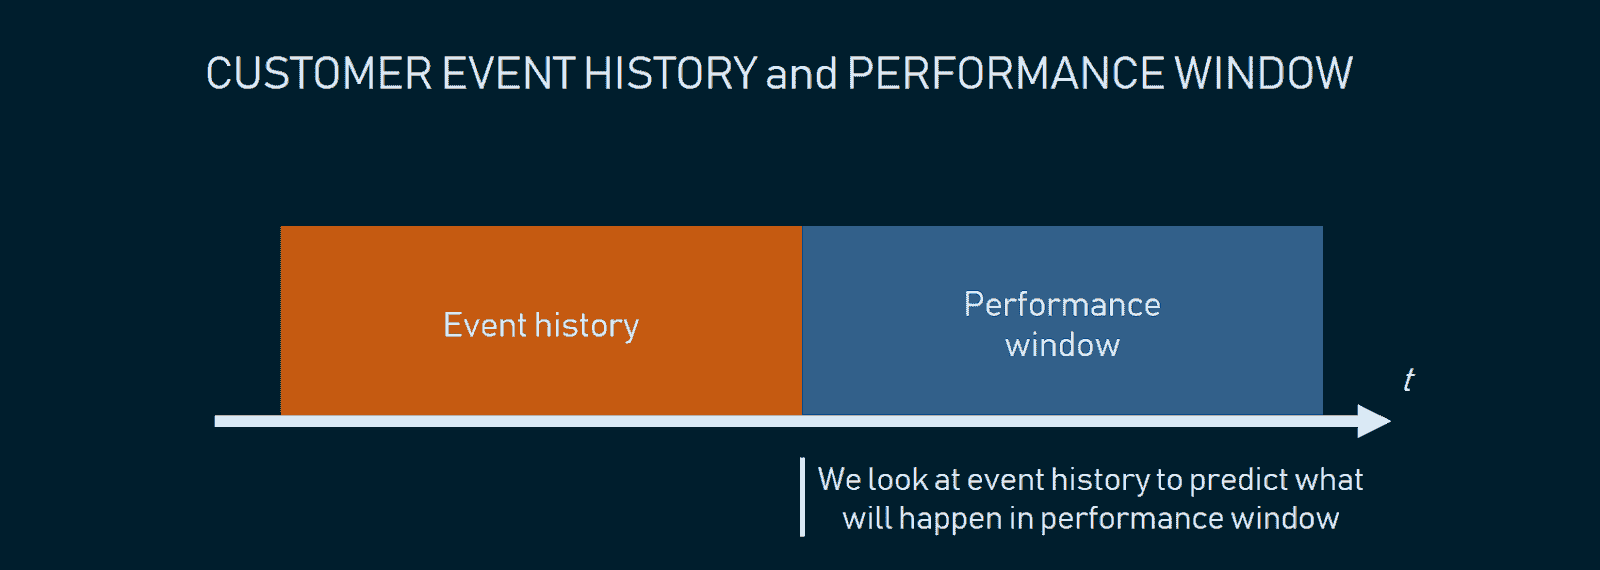 CUSTOMER EVENT HISTORY and PERFORMANCE WINDOW
Event history
Performance
window
t
We look at event history to predict what
will happen in performance window